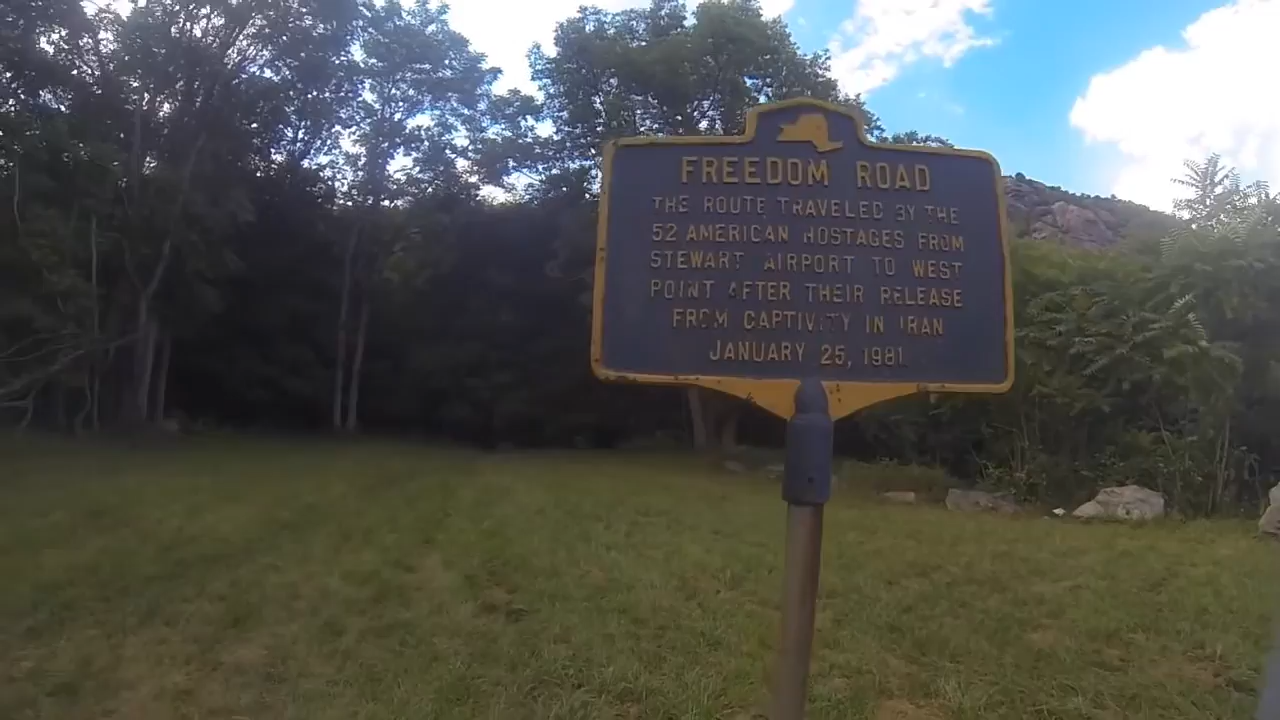 FREEDOM ROAD
THE ROUTE TRAVELED BY THE
52 AMERICAN HOSTAGES FROM
STEWART AIRPORT TO WEST
POINT AFTER THEIR RELEASE
FROM CAPTIVITY IN IRAN
JANUARY 25, 1981.